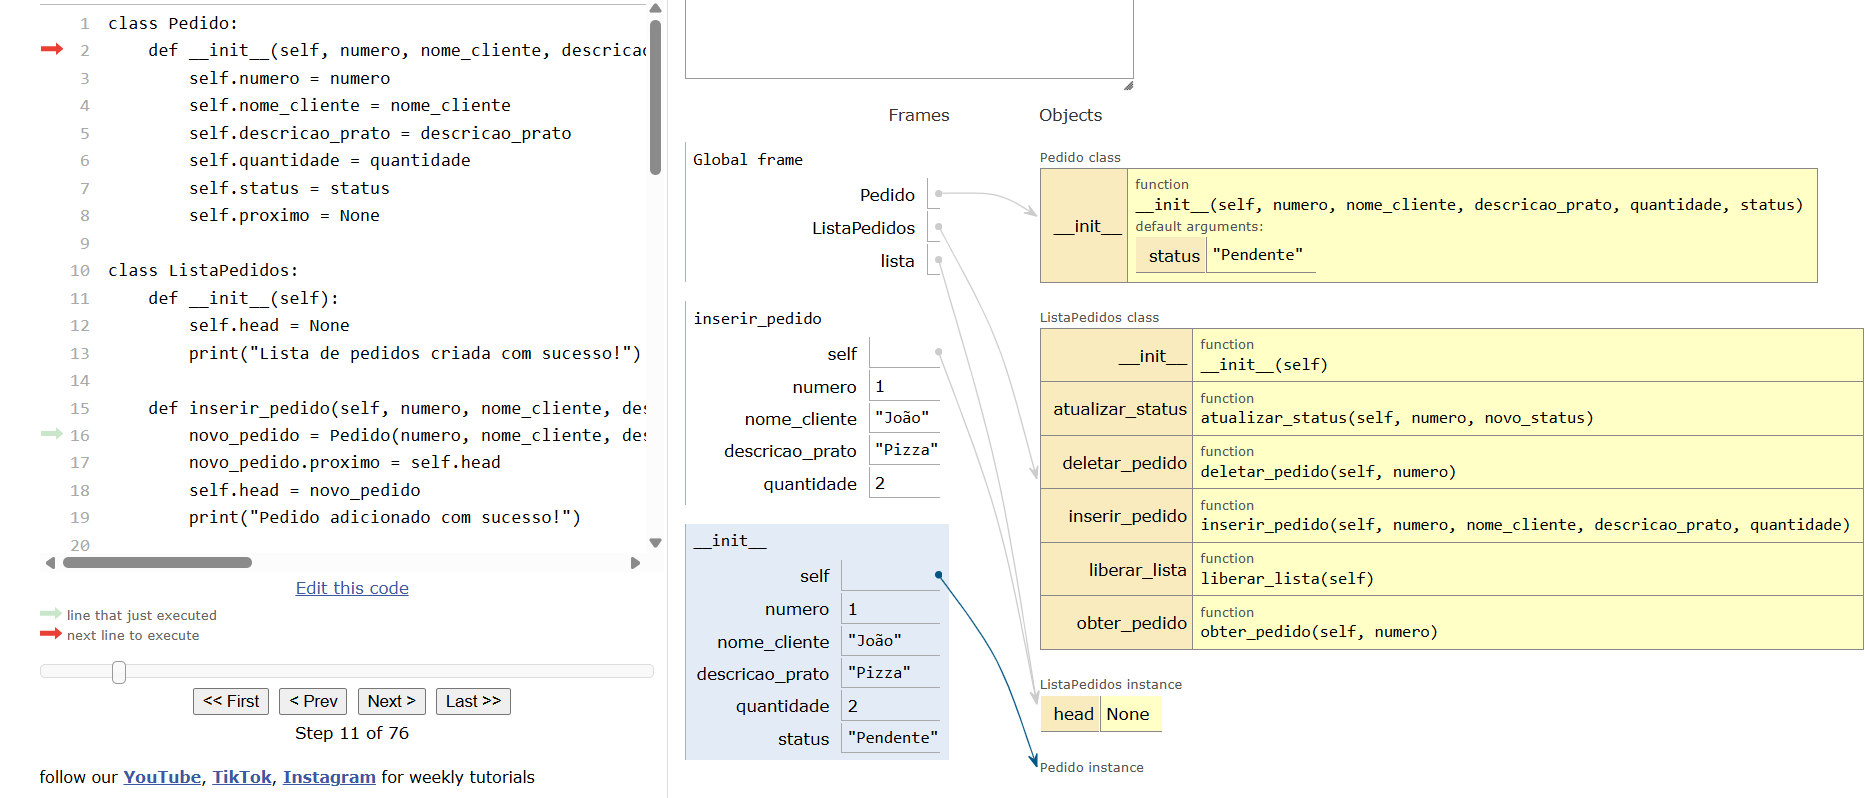 1 class Pedido:
2     def __init__(self, numero, nome_cliente, descricao
3         self.numero = numero
4         self.nome_cliente = nome_cliente
5         self.descricao_prato = descricao_prato
6         self.quantidade = quantidade
7         self.status = status
8         self.proximo = None
9
10 class ListaPedidos:
11     def __init__(self):
12         self.head = None
13         print("Lista de pedidos criada com sucesso!")
14
15     def inserir_pedido(self, numero, nome_cliente, des
16         novo_pedido = Pedido(numero, nome_cliente, des
17         novo_pedido.proximo = self.head
18         self.head = novo_pedido
19         print("Pedido adicionado com sucesso!")
20
Edit this code
line that just executed
next line to execute
<< First < Prev Next > Last >>
Step 11 of 76
follow our YouTube, TikTok, Instagram for weekly tutorials
Frames Objects
Global frame
Pedido
ListaPedidos
lista
inserir_pedido
self
numero 1
nome_cliente "João"
descricao_prato "Pizza"
quantidade 2
__init__
self
numero 1
nome_cliente "João"
descricao_prato "Pizza"
quantidade 2
status "Pendente"
Pedido class
function
__init__ __init__(self, numero, nome_cliente, descricao_prato, quantidade, status)
default arguments:
status "Pendente"
ListaPedidos class
function
__init__ __init__(self)
function
atualizar_status atualizar_status(self, numero, novo_status)
function
deletar_pedido deletar_pedido(self, numero)
function
inserir_pedido inserir_pedido(self, numero, nome_cliente, descricao_prato, quantidade)
function
liberar_lista liberar_lista(self)
function
obter_pedido obter_pedido(self, numero)
ListaPedidos instance
head None
Pedido instance